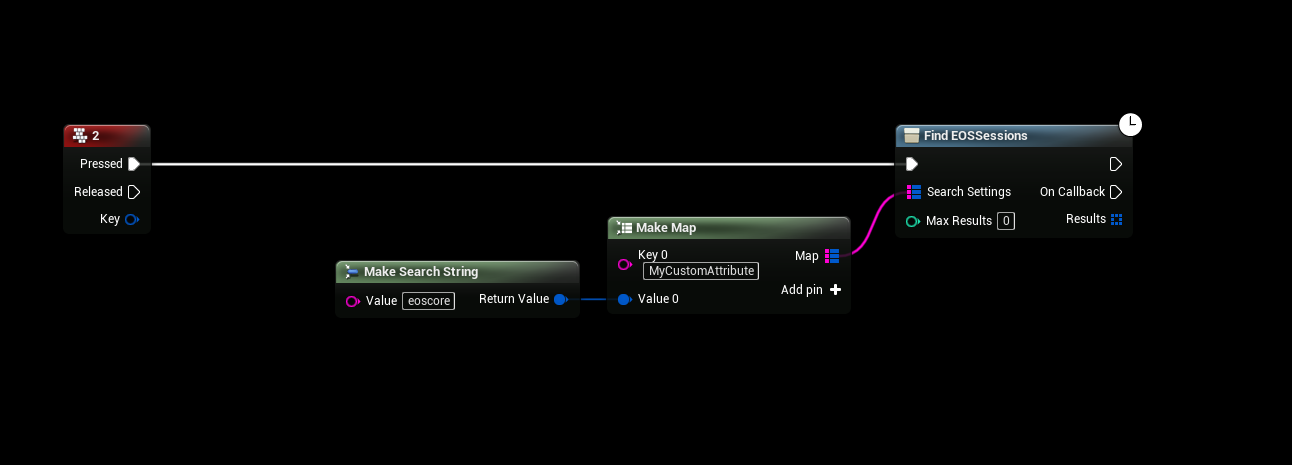 2
Pressed
Released
Key
Make Search String
Value eoscore Return Value
Make Map
Key 0 Map
MyCustomAttribute
Add pin
Value 0
Find EOSSessions
Search Settings On Callback
Max Results 0 Results